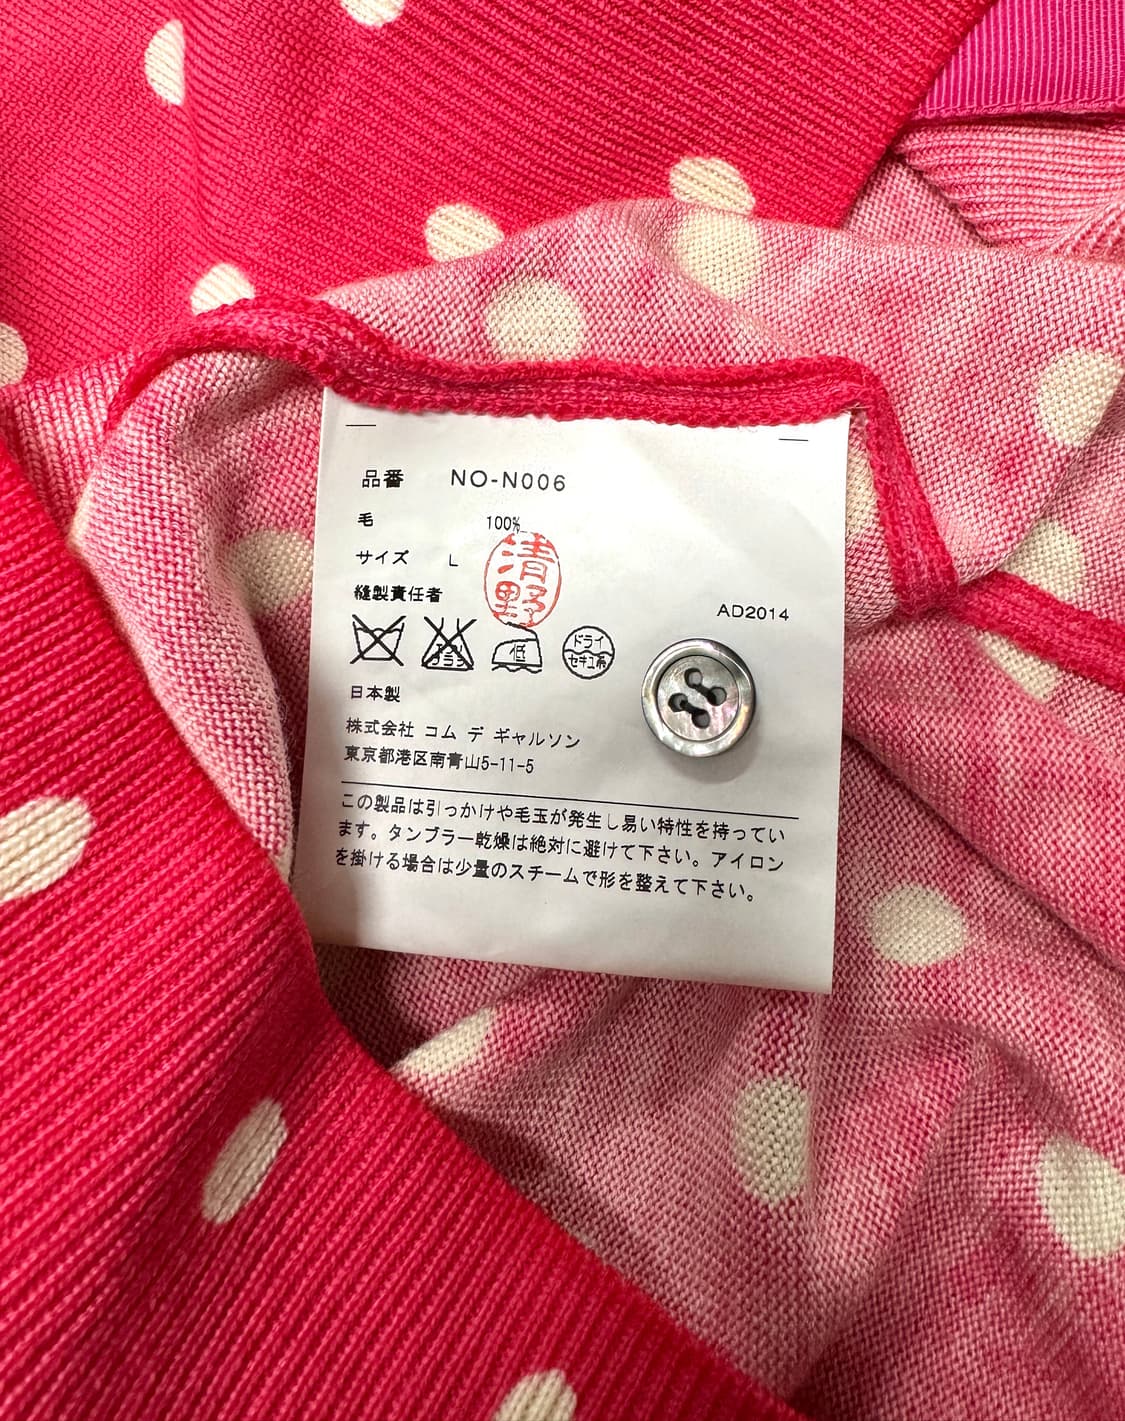 品番 NO-N006
毛 100%
サイズ L
清野
縫製責任者
AD2014
エンソサラシ
低
ドライ
セキユ系
日本製
株式会社 コム デ ギャルソン
東京都港区南青山5-11-5
この製品は引っかけや毛玉が発生し易い特性を持ってい
ます。タンブラー乾燥は絶対に避けて下さい。アイロン
を掛ける場合は少量のスチームで形を整えて下さい。